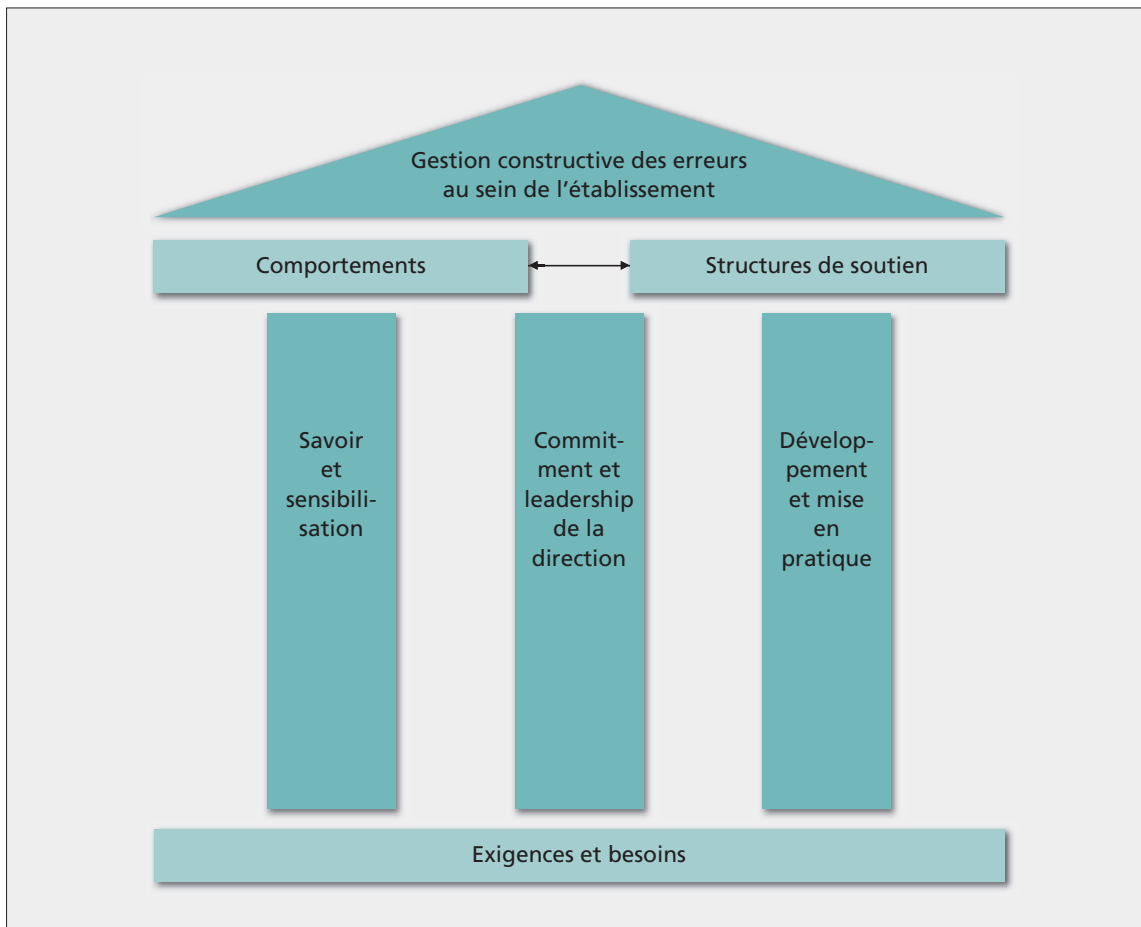 Gestion constructive des erreurs
au sein de l’établissement
Comportements
Structures de soutien
Savoir
et
sensibili-
sation
Commit-
ment et
leadership
de la
direction
Dévelop-
pement
et mise
en
pratique
Exigences et besoins